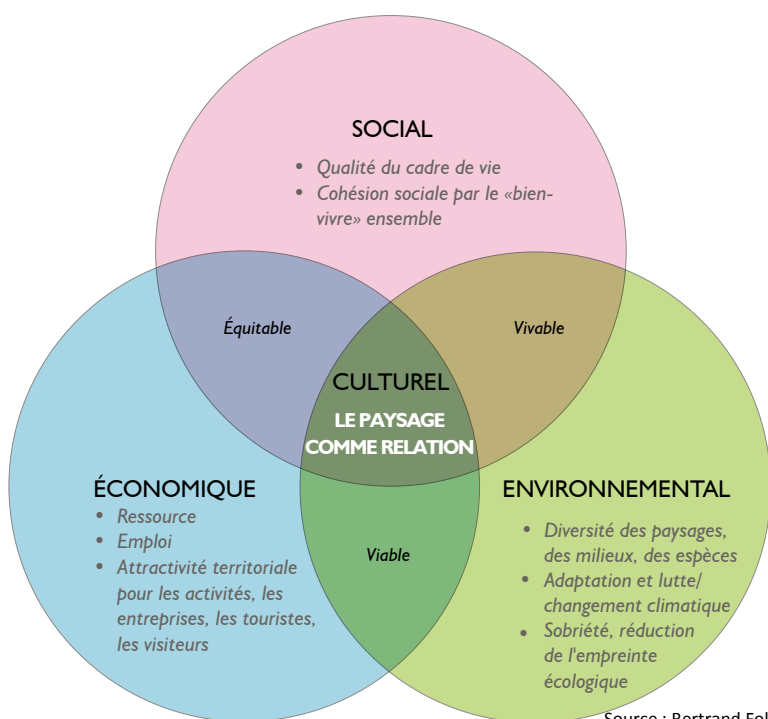 SOCIAL
• Qualité du cadre de vie
• Cohésion sociale par le «bien-
vivre» ensemble
Équitable
Vivable
CULTUREL
LE PAYSAGE
COMME RELATION
ÉCONOMIQUE
• Ressource
• Emploi
• Attractivité territoriale
pour les activités, les
entreprises, les touristes,
les visiteurs
Viable
ENVIRONNEMENTAL
• Diversité des paysages,
des milieux, des espèces
• Adaptation et lutte/
changement climatique
• Sobriété, réduction
de l'empreinte
écologique
Source : Bertrand